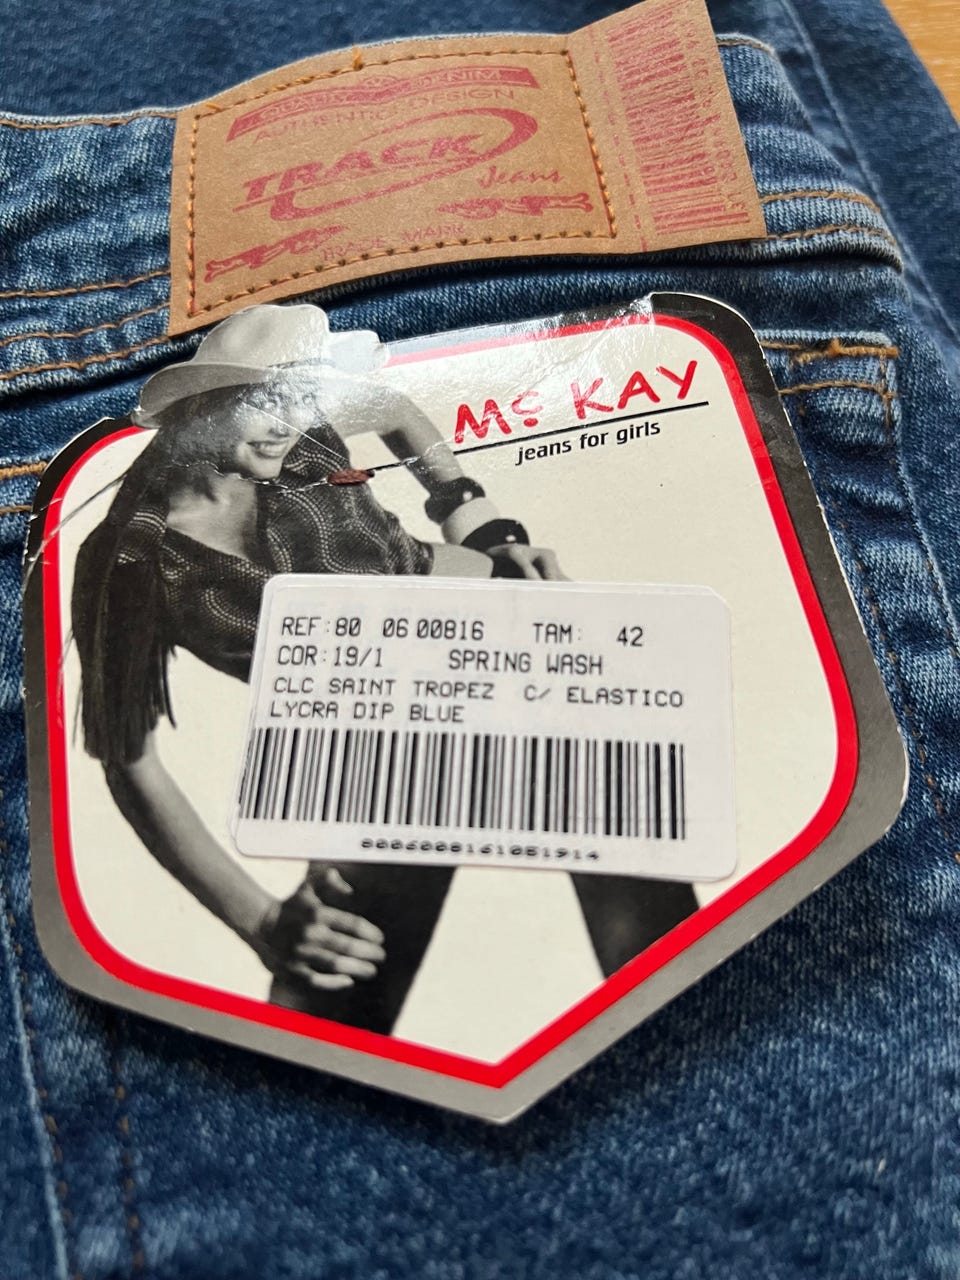 QUALITY DENIM
AUTHENTIC DESIGN
TRACK
Jeans
TRADE MARK
Mc KAY
jeans for girls
REF:80 06 00816 TAM: 42
COR:19/1 SPRING WASH
CLC SAINT TROPEZ C/ ELASTICO
LYCRA DIP BLUE